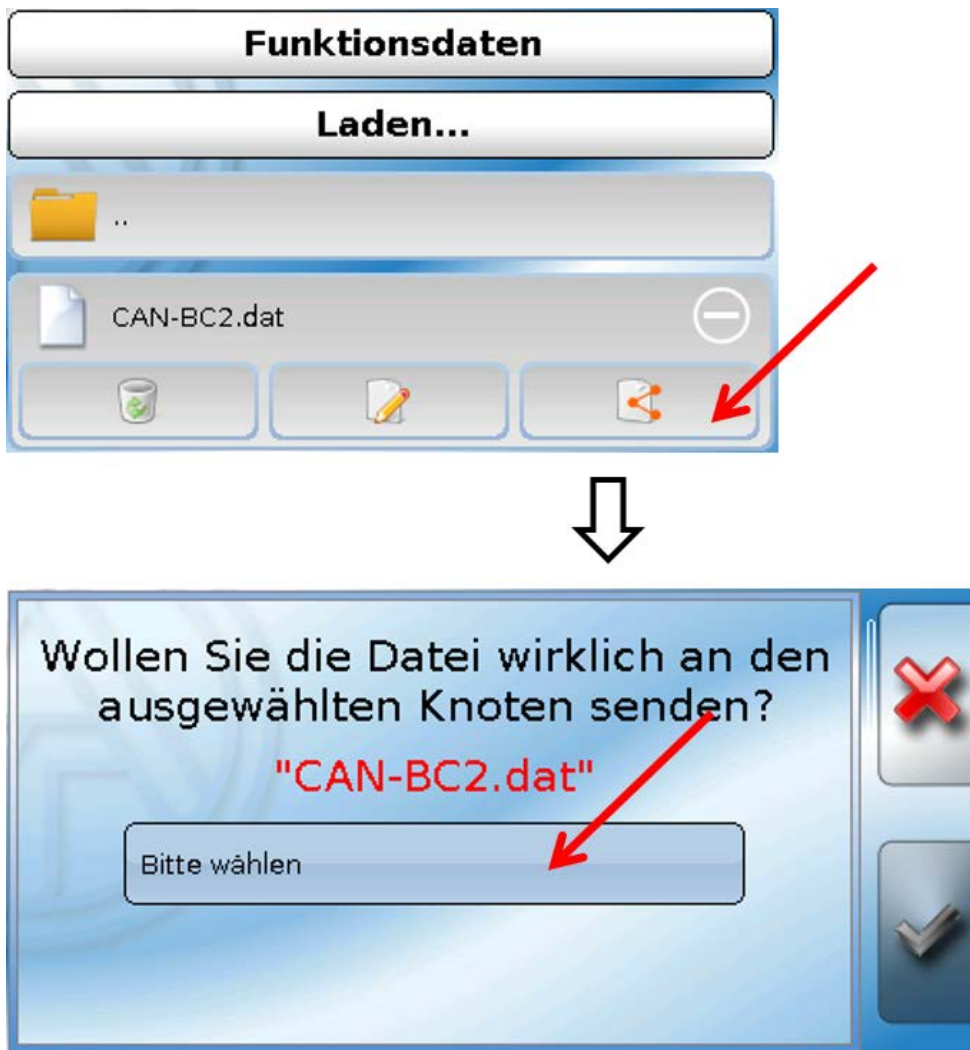 Funktionsdaten
Laden...
..
CAN-BC2.dat
Wollen Sie die Datei wirklich an den
ausgewählten Knoten senden?
"CAN-BC2.dat"
Bitte wählen